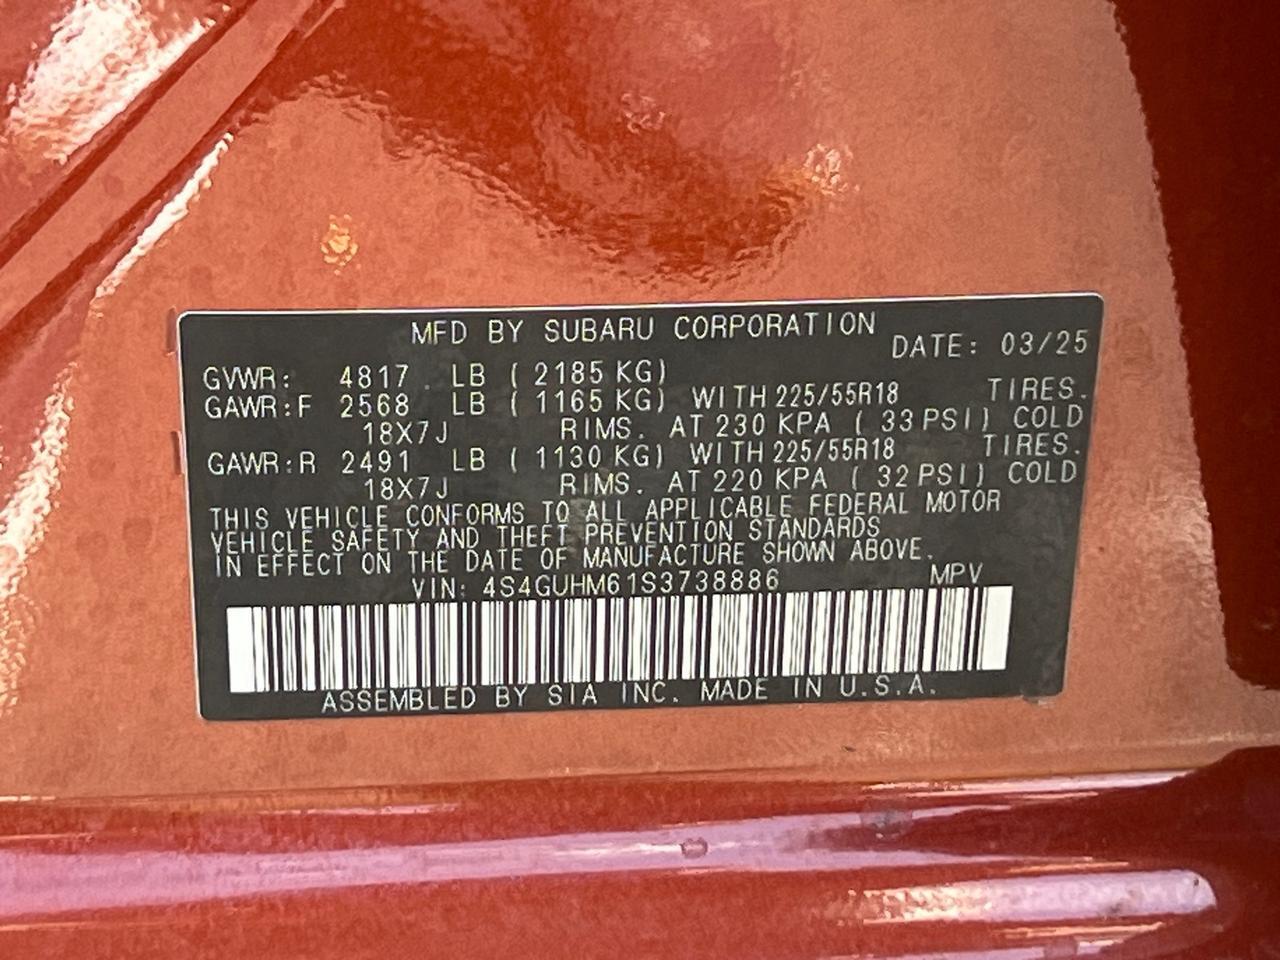 MFD BY SUBARU CORPORATION
DATE: 03/25
GVWR: 4817 LB ( 2185 KG)
GAWR:F 2568 LB ( 1165 KG) WITH 225/55R18 TIRES.
18X7J RIMS. AT 230 KPA ( 33 PSI) COLD
GAWR:R 2491 LB ( 1130 KG) WITH 225/55R18 TIRES.
18X7J RIMS. AT 220 KPA ( 32 PSI) COLD
THIS VEHICLE CONFORMS TO ALL APPLICABLE FEDERAL MOTOR
VEHICLE SAFETY AND THEFT PREVENTION STANDARDS
IN EFFECT ON THE DATE OF MANUFACTURE SHOWN ABOVE.
VIN: 4S4GUHM61S3738886 MPV
ASSEMBLED BY SIA INC. MADE IN U.S.A.